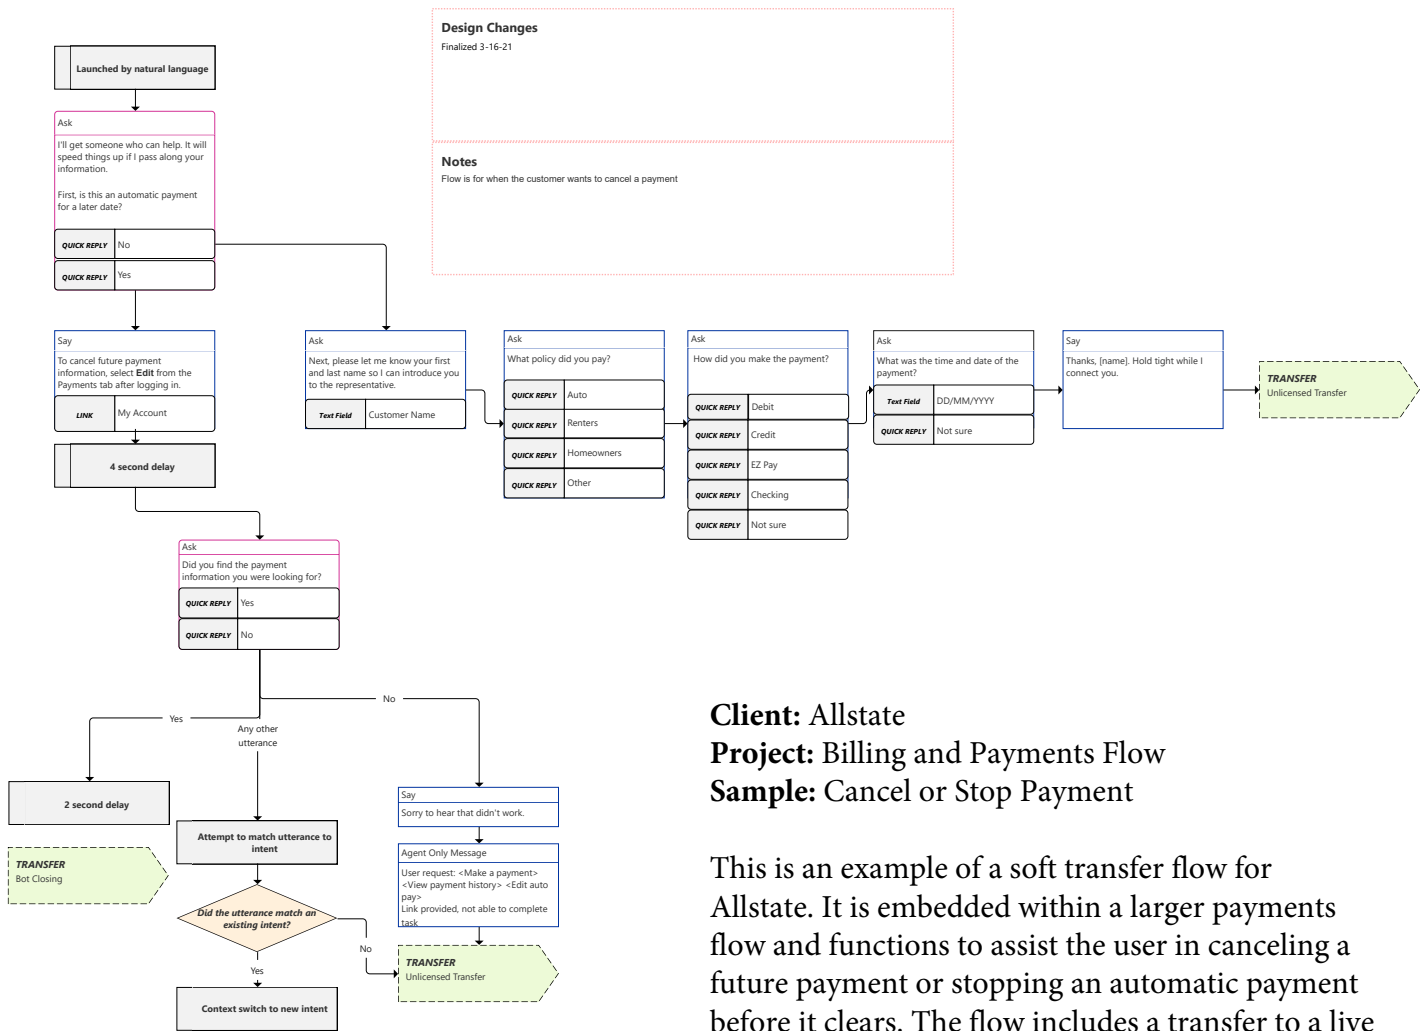 Design Changes
Finalized 3-16-21
Notes
Flow is for when the customer wants to cancel a payment
Launched by natural language
Ask
I'll get someone who can help. It will
speed things up if I pass along your
information.
First, is this an automatic payment
for a later date?
QUICK REPLY No
QUICK REPLY Yes
Say
To cancel future payment
information, select Edit from the
Payments tab after logging in.
LINK My Account
4 second delay
Ask
Next, please let me know your first
and last name so I can introduce you
to the representative.
Text Field Customer Name
Ask
What policy did you pay?
QUICK REPLY Auto
QUICK REPLY Renters
QUICK REPLY Homeowners
QUICK REPLY Other
Ask
How did you make the payment?
QUICK REPLY Debit
QUICK REPLY Credit
QUICK REPLY EZ Pay
QUICK REPLY Checking
QUICK REPLY Not sure
Ask
What was the time and date of the
payment?
Text Field DD/MM/YYYY
QUICK REPLY Not sure
Say
Thanks, [name]. Hold tight while I
connect you.
TRANSFER
Unlicensed Transfer
Ask
Did you find the payment
information you were looking for?
QUICK REPLY Yes
QUICK REPLY No
Yes
Any other
utterance
No
2 second delay
TRANSFER
Bot Closing
Attempt to match utterance to
intent
Did the utterance match an
existing intent?
No
Yes
Context switch to new intent
Say
Sorry to hear that didn't work.
Agent Only Message
User request: <Make a payment>
<View payment history> <Edit auto
pay>
Link provided, not able to complete
task
TRANSFER
Unlicensed Transfer
Client: Allstate
Project: Billing and Payments Flow
Sample: Cancel or Stop Payment
This is an example of a soft transfer flow for
Allstate. It is embedded within a larger payments
flow and functions to assist the user in canceling a
future payment or stopping an automatic payment
before it clears. The flow includes a transfer to a live